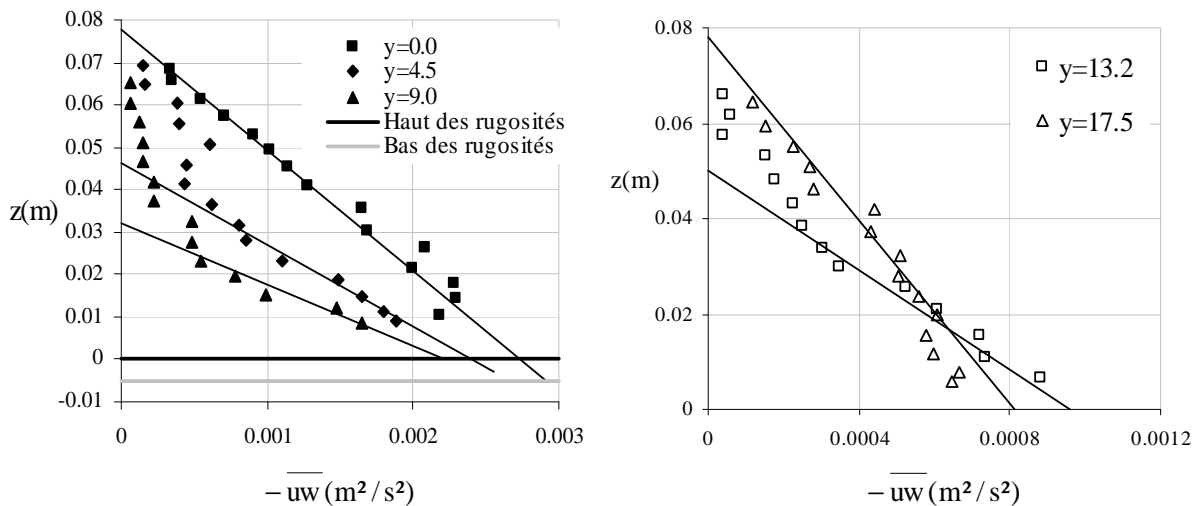 0.08
0.07
0.06
0.05
0.04
0.03
0.02
0.01
0
-0.01
z(m)
0
0.001
0.002
0.003
− uw (m²/s²)
y=0.0
y=4.5
y=9.0
Haut des rugosités
Bas des rugosités
0.08
0.06
0.04
0.02
0
z(m)
0
0.0004
0.0008
0.0012
− uw (m²/s²)
y=13.2
y=17.5